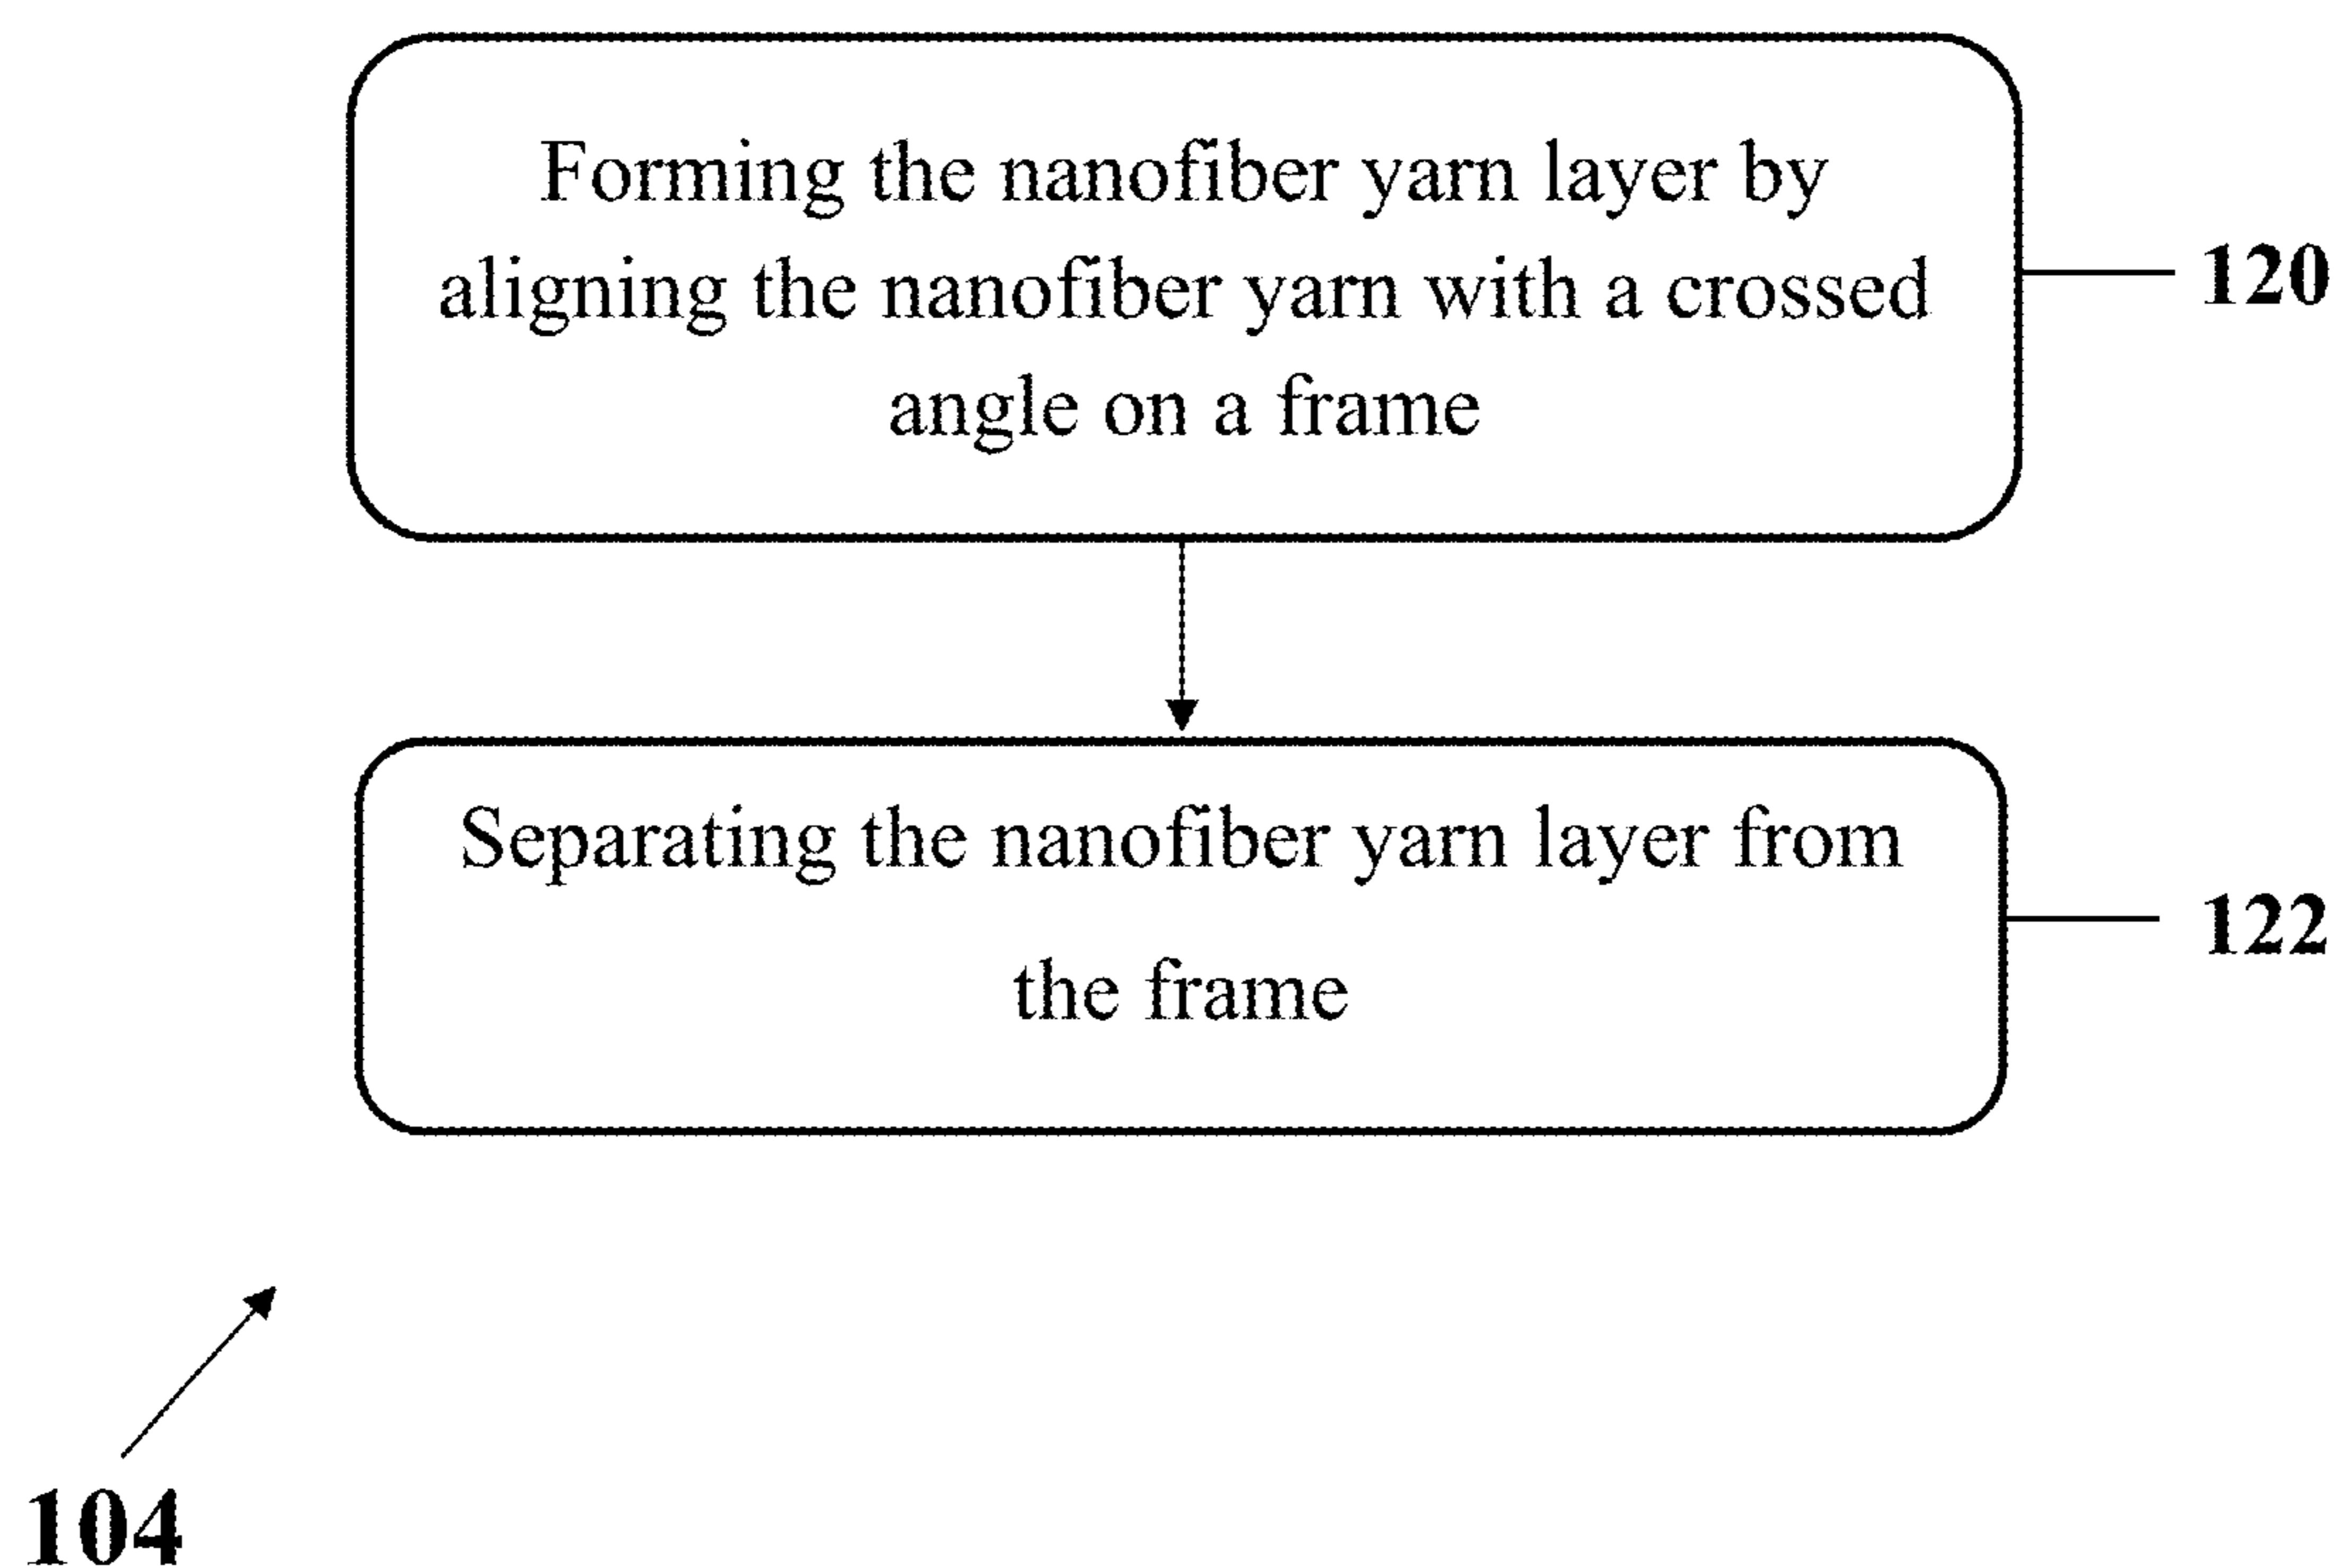 Forming the nanofiber yarn layer by
aligning the nanofiber yarn with a crossed
angle on a frame
120
Separating the nanofiber yarn layer from
the frame
122
104